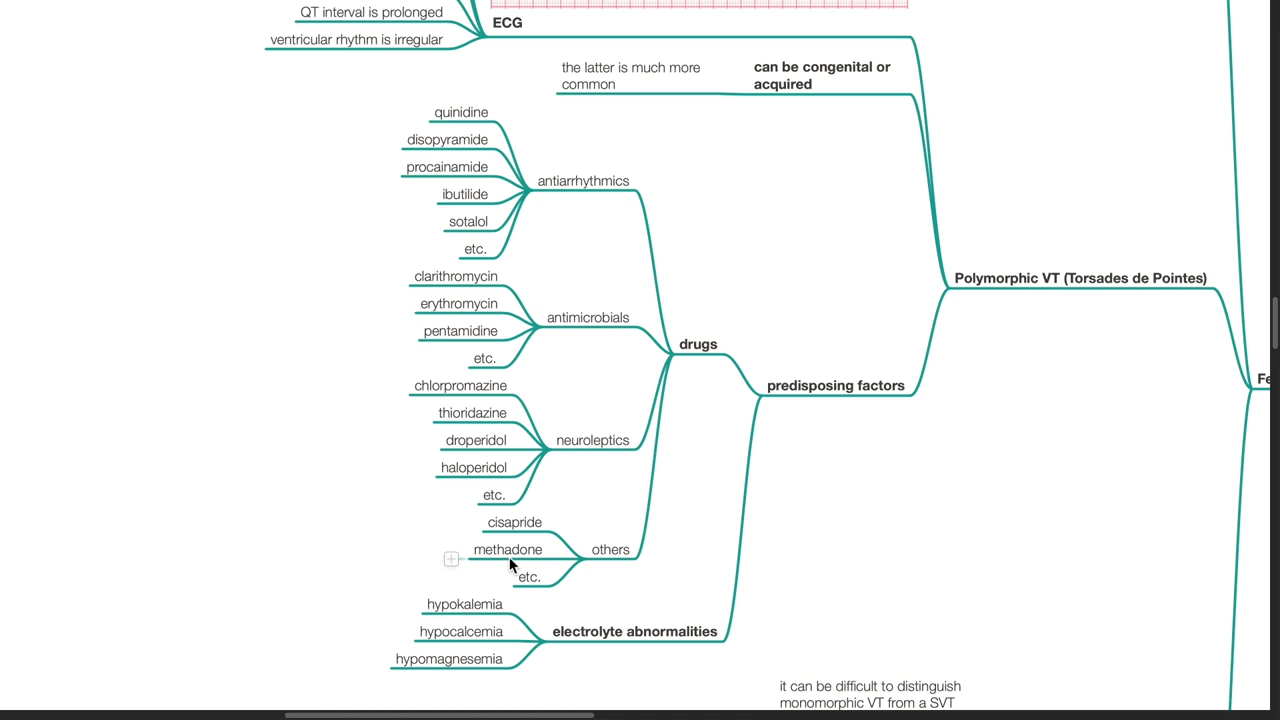 QT interval is prolonged
ECG
ventricular rhythm is irregular
the latter is much more
common
can be congenital or
acquired
quinidine
disopyramide
procainamide
ibutilide
sotalol
etc.
antiarrhythmics
clarithromycin
erythromycin
pentamidine
etc.
antimicrobials
chlorpromazine
thioridazine
droperidol
haloperidol
etc.
neuroleptics
cisapride
methadone
etc.
others
drugs
hypokalemia
hypocalcemia
hypomagnesemia
electrolyte abnormalities
predisposing factors
Polymorphic VT (Torsades de Pointes)
it can be difficult to distinguish
monomorphic VT from a SVT